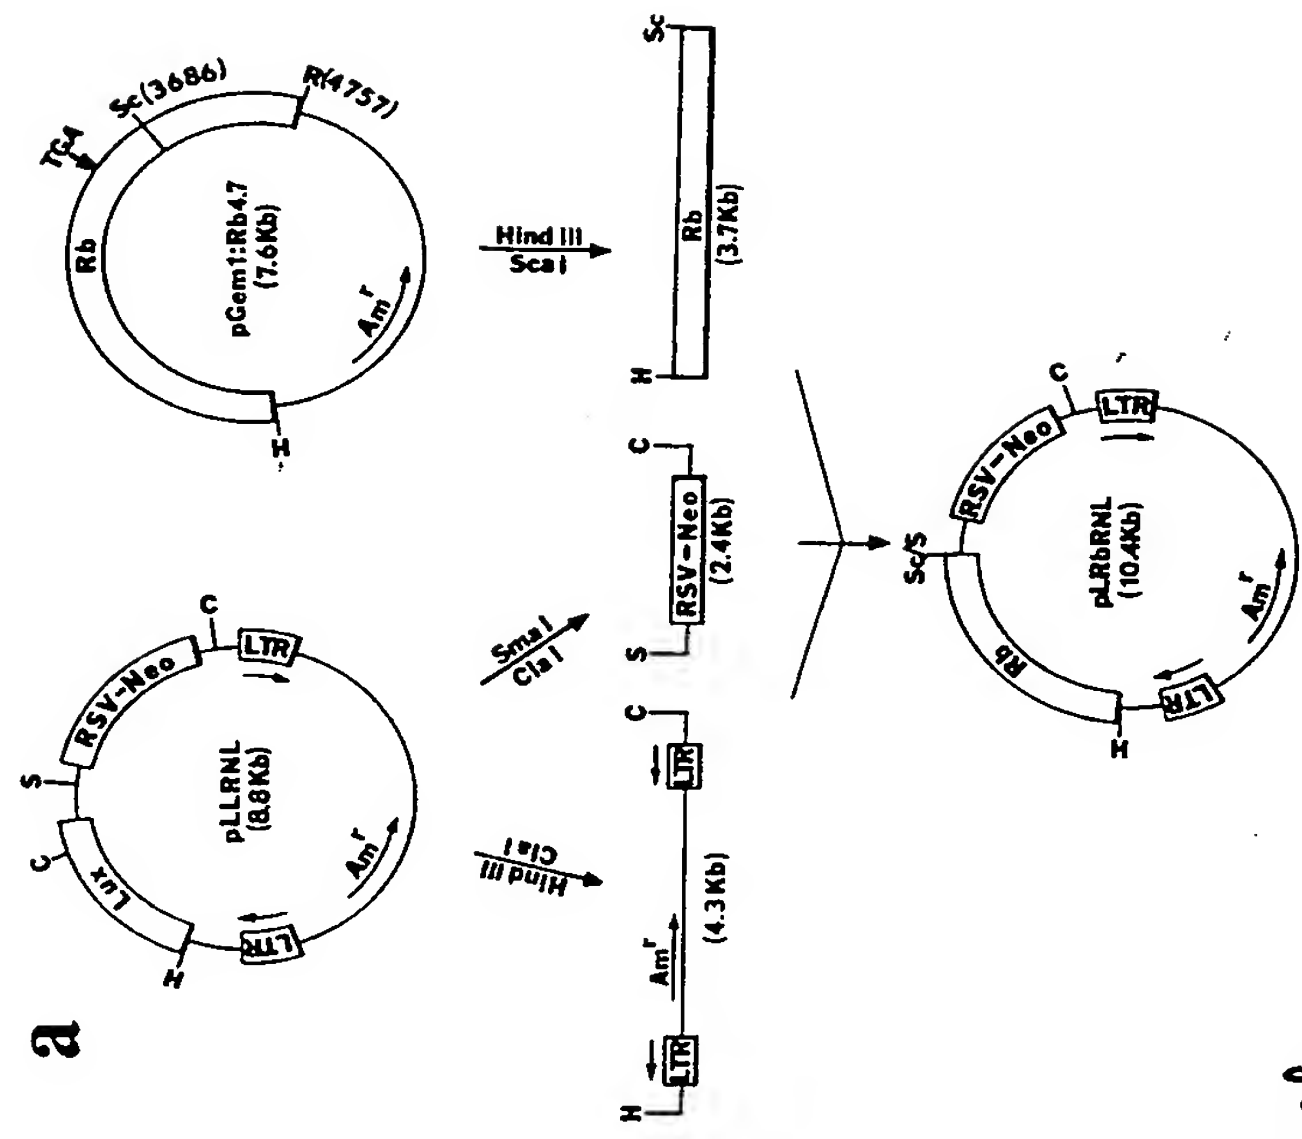 a
pLLRNL
(8.8Kb)
H
Lux
C
S
RSV-Neo
C
LTR
LTR
Am^r
pGem1:Rb4.7
(7.6Kb)
H
Rb
TGA
Sc(3686)
R(4757)
Am^r
Hind III
Cla I
Sma I
Cla I
Hind III
Sca I
H
LTR
Am^r
LTR
C
(4.3Kb)
S
RSV-Neo
C
(2.4Kb)
H
Rb
Sc
(3.7Kb)
pLRbRNL
(10.4Kb)
H
Rb
Sc/S
RSV-Neo
C
LTR
LTR
Am^r